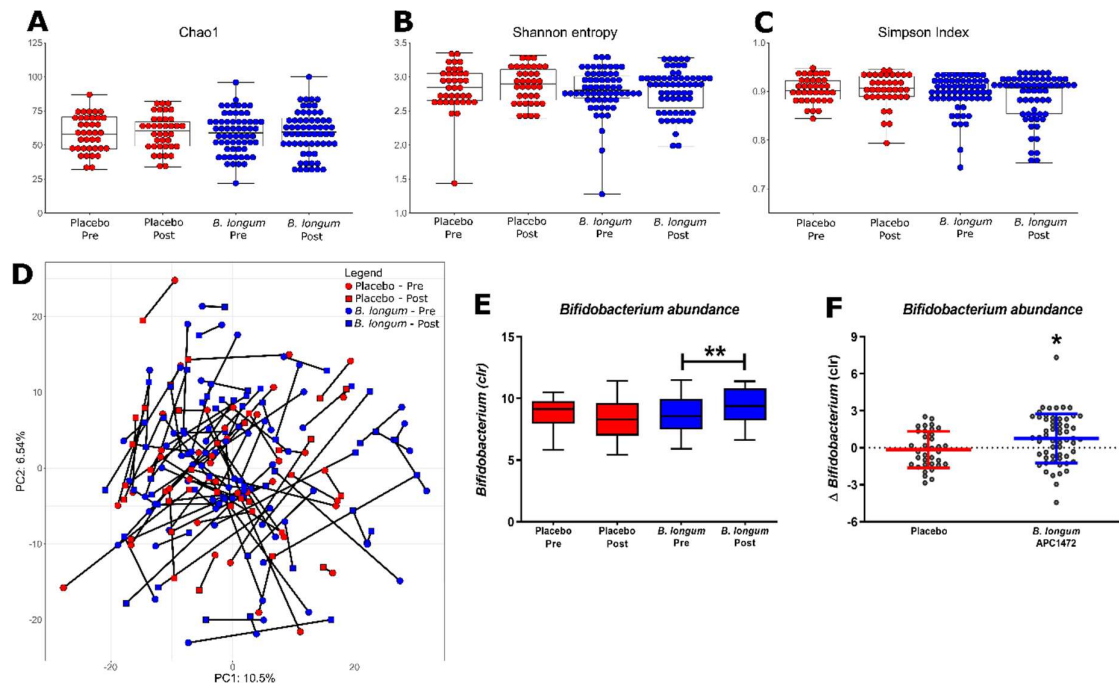 A
Chao1
125
100
75
50
25
0
Placebo
Pre
Placebo
Post
B. longum
Pre
B. longum
Post
B
Shannon entropy
3.5
3.0
2.5
2.0
1.5
1.0
Placebo
Pre
Placebo
Post
B. longum
Pre
B. longum
Post
C
Simpson Index
1.0
0.9
0.8
0.7
Placebo
Pre
Placebo
Post
B. longum
Pre
B. longum
Post
D
Legend
Placebo - Pre
Placebo - Post
B. longum - Pre
B. longum - Post
PC2: 6.54%
20
10
0
-10
-20
-20
0
20
PC1: 10.5%
E
Bifidobacterium abundance
Bifidobacterium (clr)
15
10
5
0
**
Placebo
Pre
Placebo
Post
B. longum
Pre
B. longum
Post
F
Bifidobacterium abundance
Δ Bifidobacterium (clr)
9
6
3
0
-3
-6
*
Placebo
B. longum
APC1472